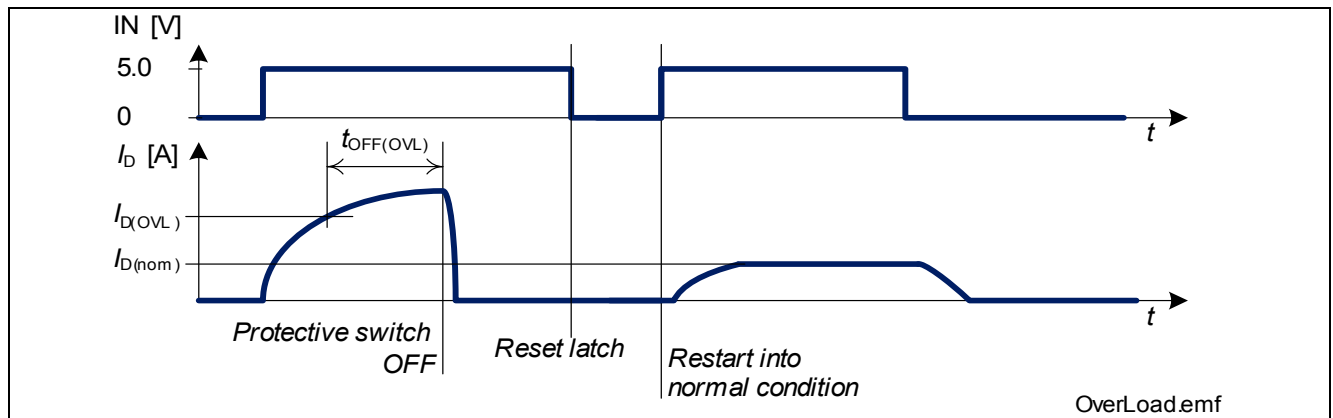 IN [V]
5.0
0
t
I_D [A]
t_OFF(OVL)
I_D(OVL)
I_D(nom)
t
Protective switch
OFF
Reset latch
Restart into
normal condition
OverLoad.emf